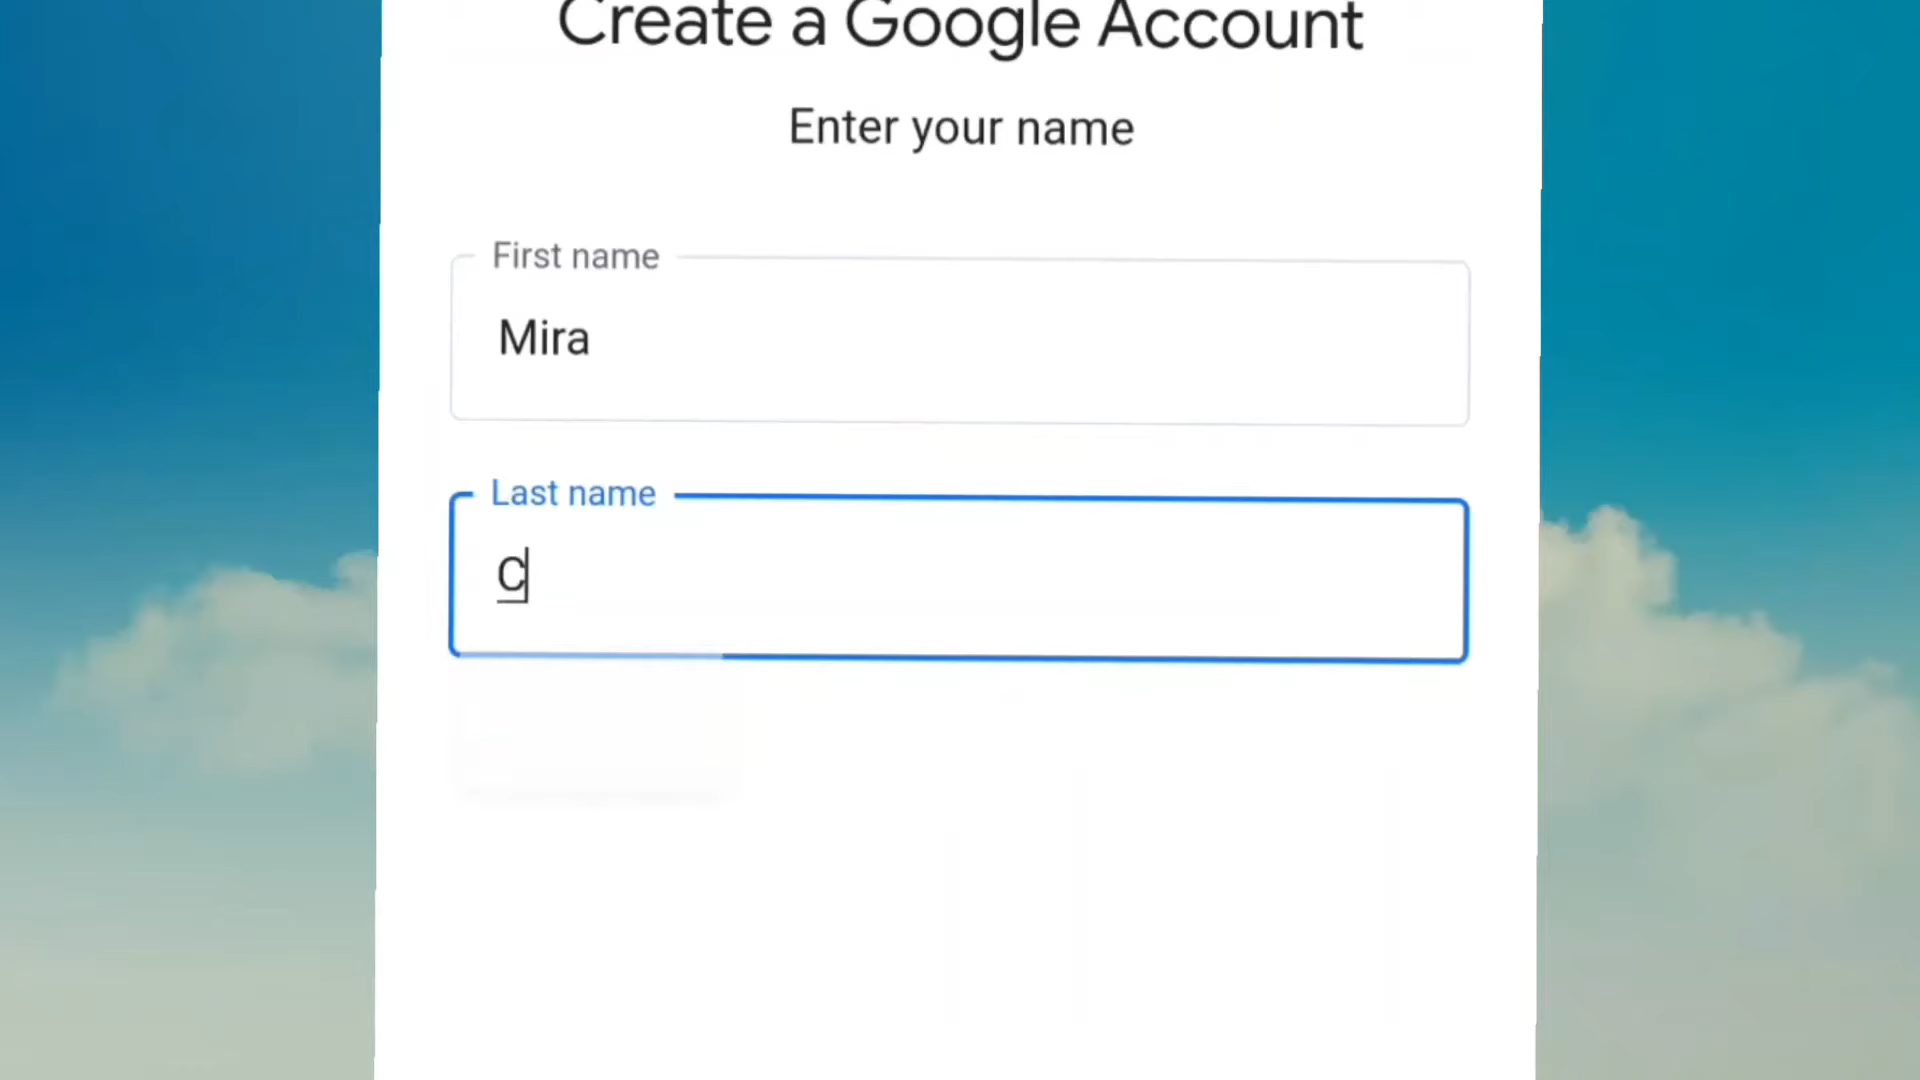 Create a Google Account
Enter your name
First name
Mira
Last name
C